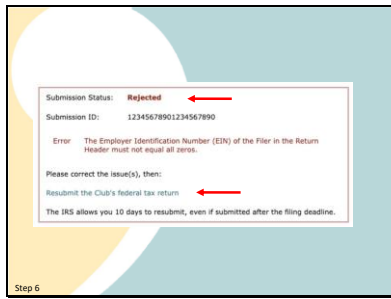 Submission Status: Rejected
Submission ID: 12345678901234567890
Error The Employer Identification Number (EIN) of the Filer in the Return
Header must not equal all zeros.
Please correct the issue(s), then:
Resubmit the Club's federal tax return
The IRS allows you 10 days to resubmit, even if submitted after the filing deadline.
Step 6